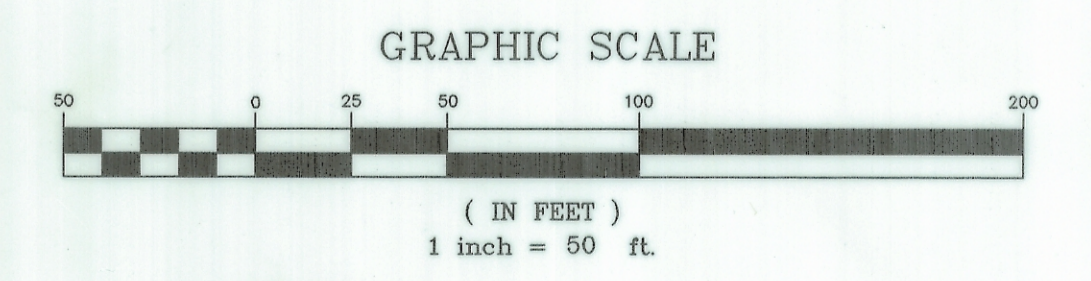 GRAPHIC SCALE
50 0 25 50 100 200
( IN FEET )
1 inch = 50 ft.